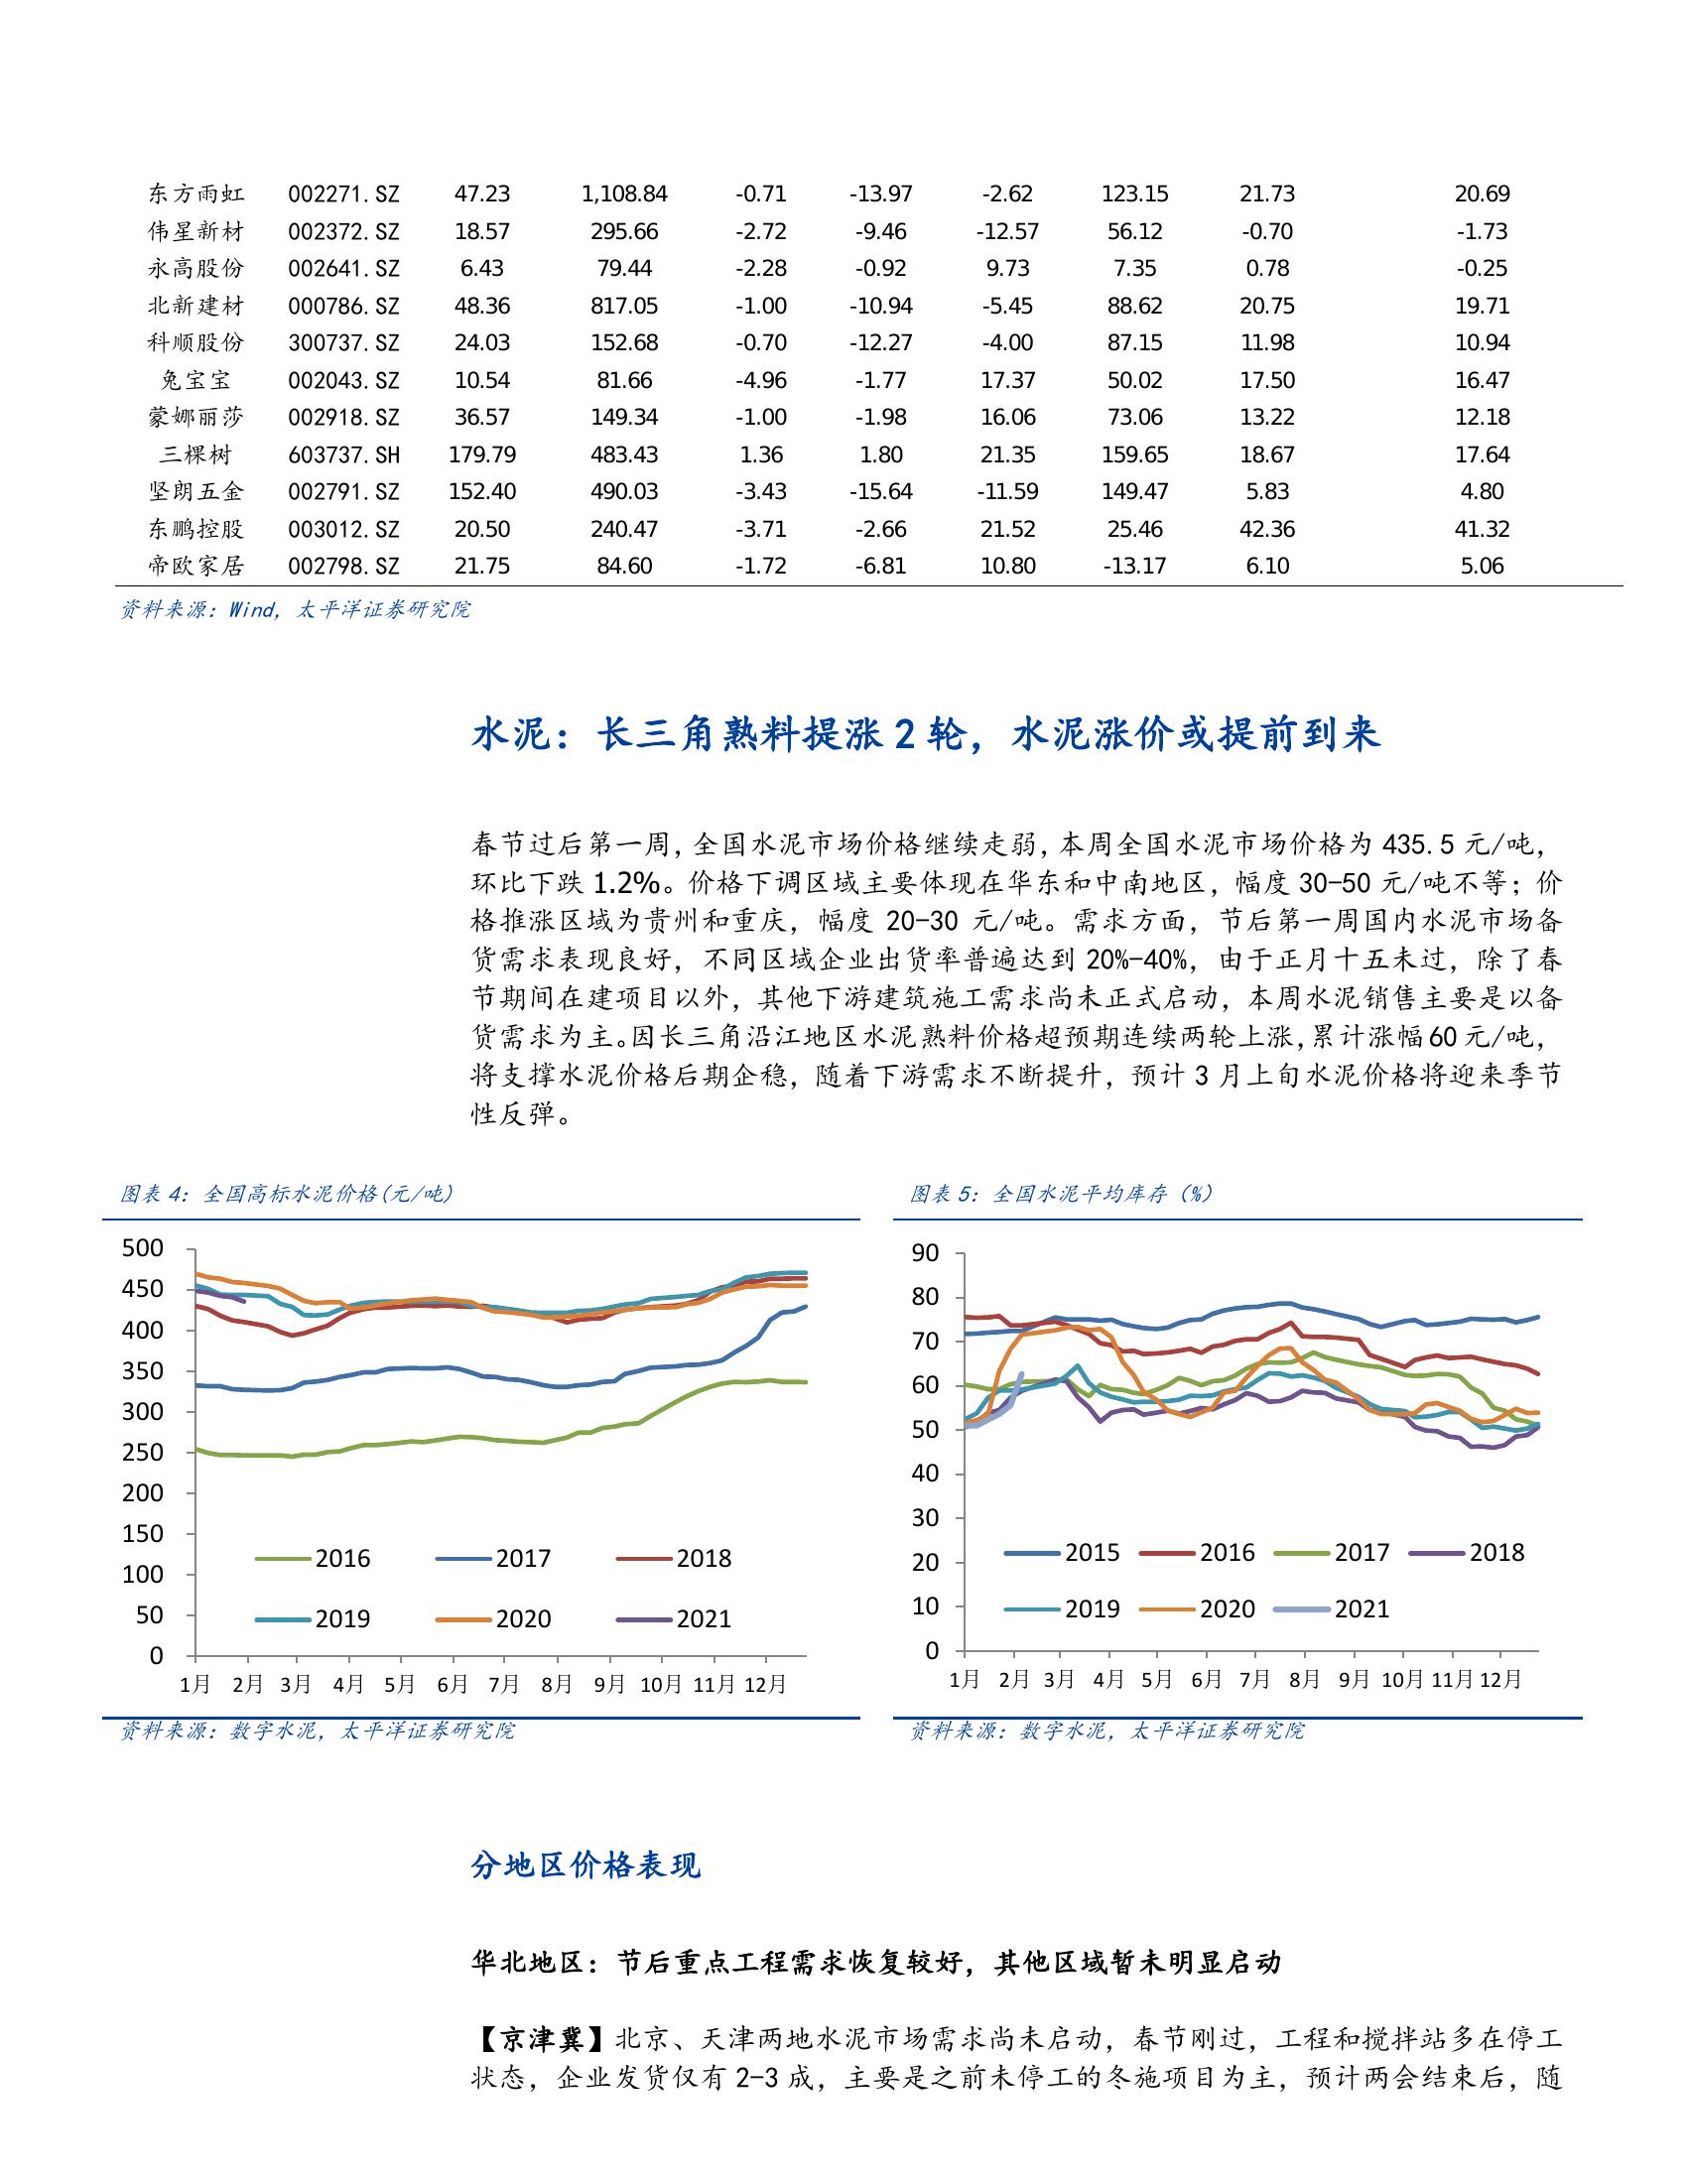 东方雨虹 002271.SZ 47.23 1,108.84 -0.71 -13.97 -2.62 123.15 21.73 20.69
伟星新材 002372.SZ 18.57 295.66 -2.72 -9.46 -12.57 56.12 -0.70 -1.73
永高股份 002641.SZ 6.43 79.44 -2.28 -0.92 9.73 7.35 0.78 -0.25
北新建材 000786.SZ 48.36 817.05 -1.00 -10.94 -5.45 88.62 20.75 19.71
科顺股份 300737.SZ 24.03 152.68 -0.70 -12.27 -4.00 87.15 11.98 10.94
兔宝宝 002043.SZ 10.54 81.66 -4.96 -1.77 17.37 50.02 17.50 16.47
蒙娜丽莎 002918.SZ 36.57 149.34 -1.00 -1.98 16.06 73.06 13.22 12.18
三棵树 603737.SH 179.79 483.43 1.36 1.80 21.35 159.65 18.67 17.64
坚朗五金 002791.SZ 152.40 490.03 -3.43 -15.64 -11.59 149.47 5.83 4.80
东鹏控股 003012.SZ 20.50 240.47 -3.71 -2.66 21.52 25.46 42.36 41.32
帝欧家居 002798.SZ 21.75 84.60 -1.72 -6.81 10.80 -13.17 6.10 5.06
资料来源：Wind，太平洋证券研究院
水泥：长三角熟料提涨 2 轮，水泥涨价或提前到来
春节过后第一周，全国水泥市场价格继续走弱，本周全国水泥市场价格为 435.5 元/吨，
环比下跌 1.2%。价格下调区域主要体现在华东和中南地区，幅度 30-50 元/吨不等；价
格推涨区域为贵州和重庆，幅度 20-30 元/吨。需求方面，节后第一周国内水泥市场备
货需求表现良好，不同区域企业出货率普遍达到 20%-40%，由于正月十五未过，除了春
节期间在建项目以外，其他下游建筑施工需求尚未正式启动，本周水泥销售主要是以备
货需求为主。因长三角沿江地区水泥熟料价格超预期连续两轮上涨，累计涨幅 60 元/吨，
将支撑水泥价格后期企稳，随着下游需求不断提升，预计 3 月上旬水泥价格将迎来季节
性反弹。
图表 4：全国高标水泥价格(元/吨)
500
450
400
350
300
250
200
150
100
50
0
2016 2017 2018
2019 2020 2021
1月 2月 3月 4月 5月 6月 7月 8月 9月 10月 11月 12月
资料来源：数字水泥，太平洋证券研究院
图表 5：全国水泥平均库存（%）
90
80
70
60
50
40
30
20
10
0
2015 2016 2017 2018
2019 2020 2021
1月 2月 3月 4月 5月 6月 7月 8月 9月 10月 11月 12月
资料来源：数字水泥，太平洋证券研究院
分地区价格表现
华北地区：节后重点工程需求恢复较好，其他区域暂未明显启动
【京津冀】北京、天津两地水泥市场需求尚未启动，春节刚过，工程和搅拌站多在停工
状态，企业发货仅有 2-3 成，主要是之前未停工的冬施项目为主，预计两会结束后，随